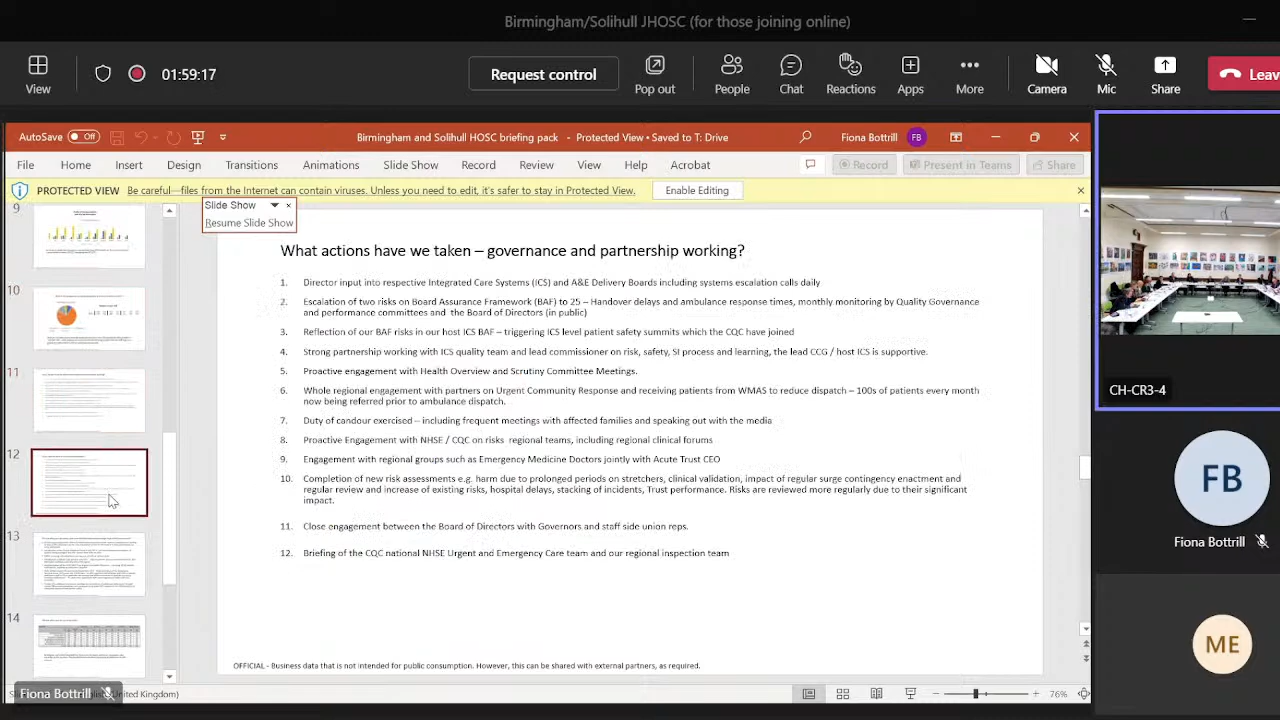 Birmingham/Solihull JHOSC (for those joining online)
View
01:59:17
Request control
Pop out
People
Chat
Reactions
Apps
More
Camera
Mic
Share
Leav
AutoSave Off
Birmingham and Solihull HOSC briefing pack - Protected View • Saved to T: Drive
Fiona Bottrill FB
File Home Insert Design Transitions Animations Slide Show Record Review View Help Acrobat
Record Present in Teams Share
PROTECTED VIEW Be careful—files from the Internet can contain viruses. Unless you need to edit, it's safer to stay in Protected View. Enable Editing
Slide Show
Resume Slide Show
9
10
11
12
13
14
What actions have we taken – governance and partnership working?
1. Director input into respective Integrated Care Systems (ICS) and A&E Delivery Boards including systems escalation calls daily
2. Escalation of two risks on Board Assurance Framework (BAF) to 25 – Handover delays and ambulance response times, monthly monitoring by Quality Governance
and performance committees and the Board of Directors (in public)
3. Reflection of our BAF risks in our host ICS BAF – triggering ICS level patient safety summits which the CQC have joined
4. Strong partnership working with ICS quality team and lead commissioner on risk, safety, SI process and learning, the lead CCG / host ICS is supportive.
5. Proactive engagement with Health Overview and Scrutiny Committee Meetings.
6. Whole regional engagement with partners on Urgent Community Response and receiving patients from WMAS to reduce dispatch – 100s of patients every month
now being referred prior to ambulance dispatch.
7. Duty of candour exercised – including frequent meetings with affected families and speaking out with the media
8. Proactive Engagement with NHSE / CQC on risks regional teams, including regional clinical forums
9. Engagement with regional groups such as Emergency Medicine Doctors jointly with Acute Trust CEO
10. Completion of new risk assessments e.g. harm due to prolonged periods on stretchers, clinical validation, impact of regular surge contingency enactment and
regular review and increase of existing risks, hospital delays, stacking of incidents, Trust performance. Risks are reviewed more regularly due to their significant
impact.
11. Close engagement between the Board of Directors with Governors and staff side union reps.
12. Briefing of the CQC national NHSE Urgent and Emergency Care team and our regional inspection team
OFFICIAL - Business data that is not intended for public consumption. However, this can be shared with external partners, as required.
Fiona Bottrill
United Kingdom)
76%
CH-CR3-4
FB
Fiona Bottrill
ME